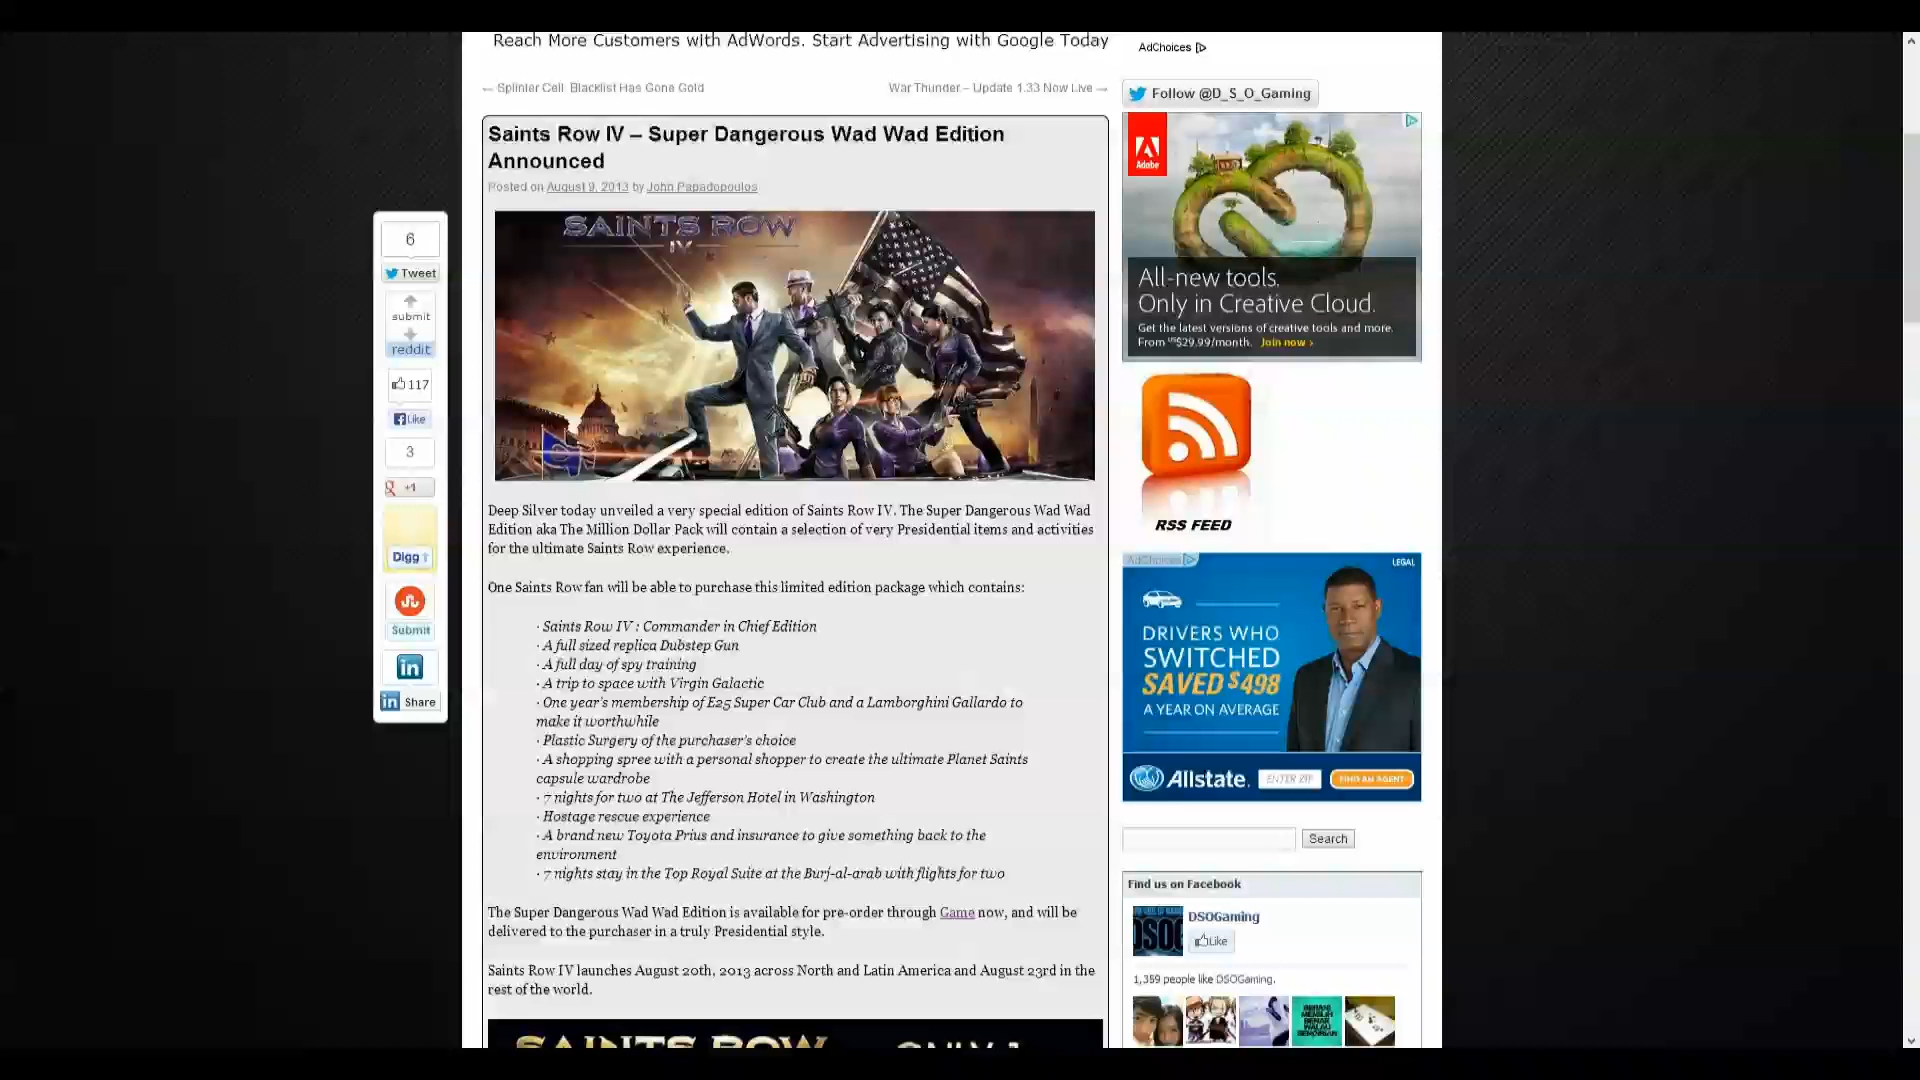 Reach More Customers with AdWords. Start Advertising with Google Today
AdChoices
← Splinter Cell: Blacklist Has Gone Gold
War Thunder – Update 1.33 Now Live →
Follow @D_S_O_Gaming
Saints Row IV – Super Dangerous Wad Wad Edition
Announced
Posted on August 9, 2013 by John Papadopoulos
SAINTS ROW
IV
6
Tweet
submit
reddit
117
Like
3
+1
Digg
Submit
in
in Share
Deep Silver today unveiled a very special edition of Saints Row IV. The Super Dangerous Wad Wad
Edition aka The Million Dollar Pack will contain a selection of very Presidential items and activities
for the ultimate Saints Row experience.
One Saints Row fan will be able to purchase this limited edition package which contains:
· Saints Row IV : Commander in Chief Edition
· A full sized replica Dubstep Gun
· A full day of spy training
· A trip to space with Virgin Galactic
· One year's membership of E25 Super Car Club and a Lamborghini Gallardo to
make it worthwhile
· Plastic Surgery of the purchaser's choice
· A shopping spree with a personal shopper to create the ultimate Planet Saints
capsule wardrobe
· 7 nights for two at The Jefferson Hotel in Washington
· Hostage rescue experience
· A brand new Toyota Prius and insurance to give something back to the
environment
· 7 nights stay in the Top Royal Suite at the Burj-al-arab with flights for two
The Super Dangerous Wad Wad Edition is available for pre-order through Game now, and will be
delivered to the purchaser in a truly Presidential style.
Saints Row IV launches August 20th, 2013 across North and Latin America and August 23rd in the
rest of the world.
SAINTS ROW
ONLY 1
Adobe
All-new tools.
Only in Creative Cloud.
Get the latest versions of creative tools and more.
From US$29.99/month. Join now ›
RSS FEED
AdChoices
LEGAL
DRIVERS WHO
SWITCHED
SAVED $498
A YEAR ON AVERAGE
Allstate.
ENTER ZIP
FIND AN AGENT
Search
Find us on Facebook
DSOGaming
DSOG
Like
1,359 people like DSOGaming.